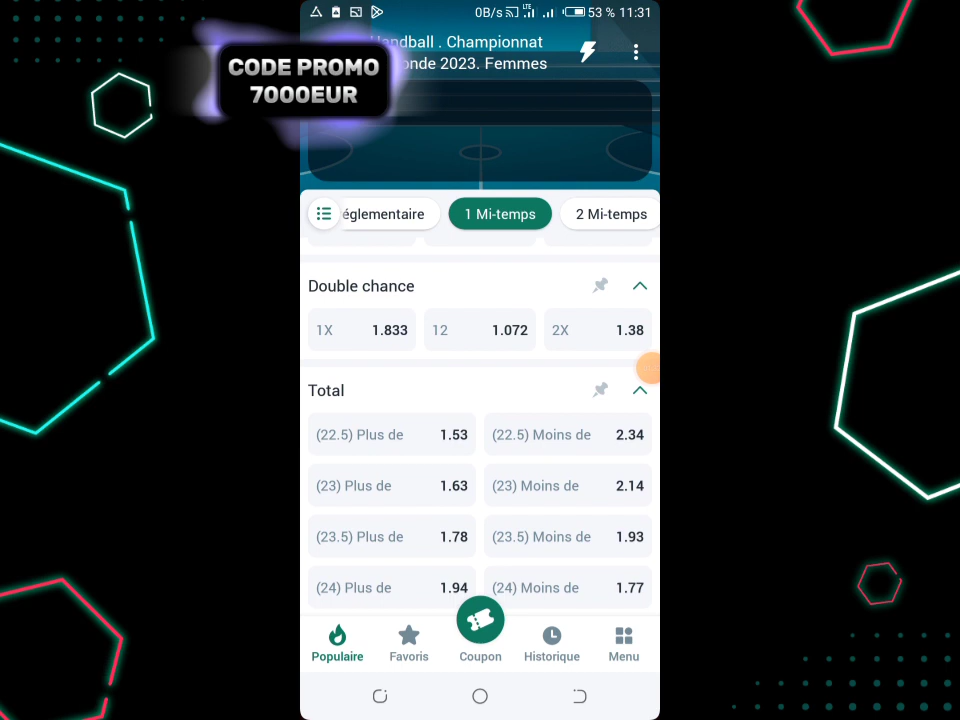 0B/s LTE 53 % 11:31
Handball . Championnat
onde 2023. Femmes
CODE PROMO
7000EUR
églementaire
1 Mi-temps
2 Mi-temps
Double chance
1X 1.833
12 1.072
2X 1.38
Total
(22.5) Plus de 1.53
(22.5) Moins de 2.34
(23) Plus de 1.63
(23) Moins de 2.14
(23.5) Plus de 1.78
(23.5) Moins de 1.93
(24) Plus de 1.94
(24) Moins de 1.77
Populaire
Favoris
Coupon
Historique
Menu